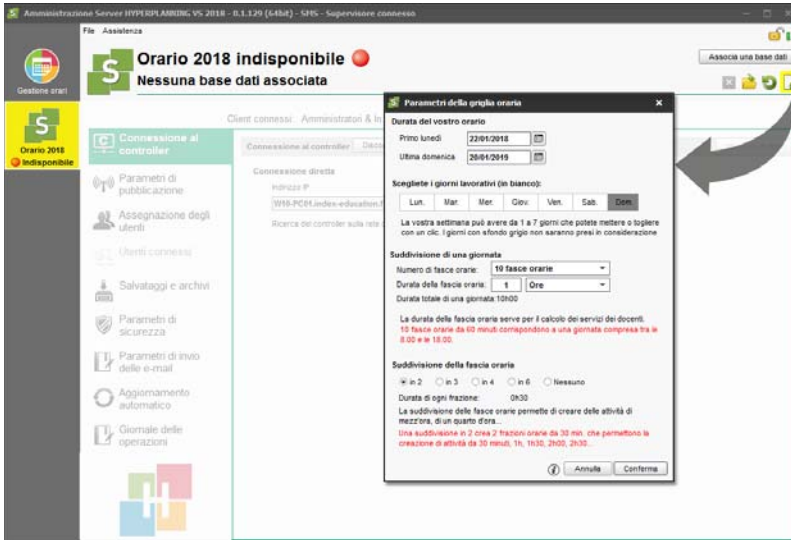 Amministrazione Server HYPERPLANNING VS 2018 - 0.1.129 (64bit) - SMS - Supervisore connesso
File Assistenza
Orario 2018 indisponibile
Nessuna base dati associata
Associa una base dati
Gestione orari
S
Orario 2018
Indisponibile
Client connessi Amministratori & in
Connessione al
controller
Connessione al controller
Connessione diretta
Indirizzo IP
W10-PC01.index-education.f
Ricerca del controller sulla rete
Parametri di
pubblicazione
Assegnazione degli
utenti
Utenti connessi
Salvataggi e archivi
Parametri di
sicurezza
Parametri di invio
delle e-mail
Aggiornamento
automatico
Giornale delle
operazioni
Parametri della griglia oraria
Durata del vostro orario
Primo lunedì 22/01/2018
Ultima domenica 20/01/2019
Scegliete i giorni lavorativi (in bianco):
Lun. Mar. Mer. Giov. Ven. Sab. Dom.
La vostra settimana può avere da 1 a 7 giorni che potete mettere o togliere
con un clic. I giorni con sfondo grigio non saranno presi in considerazione
Suddivisione di una giornata
Numero di fasce orarie: 10 fasce orarie
Durata della fascia oraria: 1 Ore
Durata totale di una giornata:10h00
La durata della fascia oraria serve per il calcolo dei servizi dei docenti.
10 fasce orarie da 60 minuti corrispondono a una giornata compresa tra le
8.00 e le 18.00.
Suddivisione della fascia oraria
in 2 in 3 in 4 in 6 Nessuno
Durata di ogni frazione: 0h30
La suddivisione delle fasce orarie permette di creare delle attività di
mezz'ora, di un quarto d'ora...
Una suddivisione in 2 crea 2 frazioni orarie da 30 min. che permettono la
creazione di attività da 30 minuti, 1h, 1h30, 2h00, 2h30...
Annulla Conferma